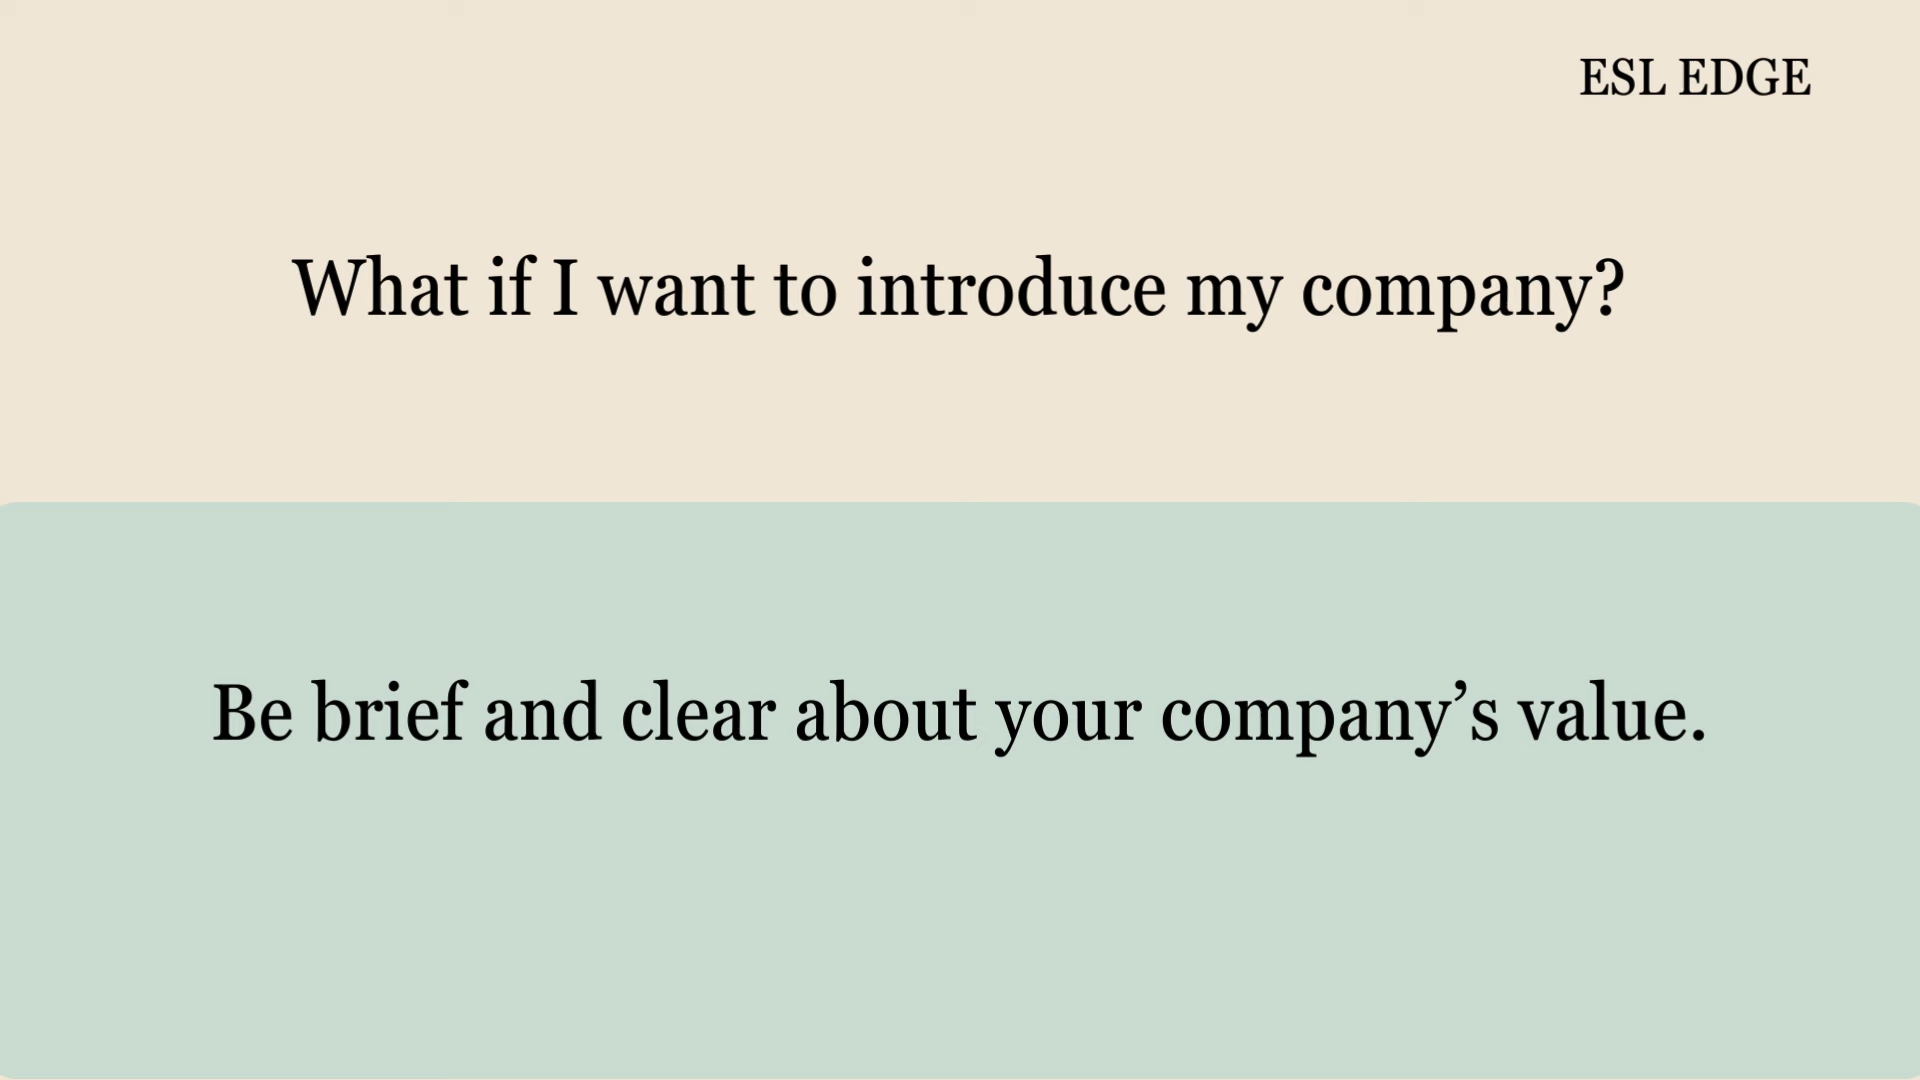 ESL EDGE
What if I want to introduce my company?
Be brief and clear about your company’s value.